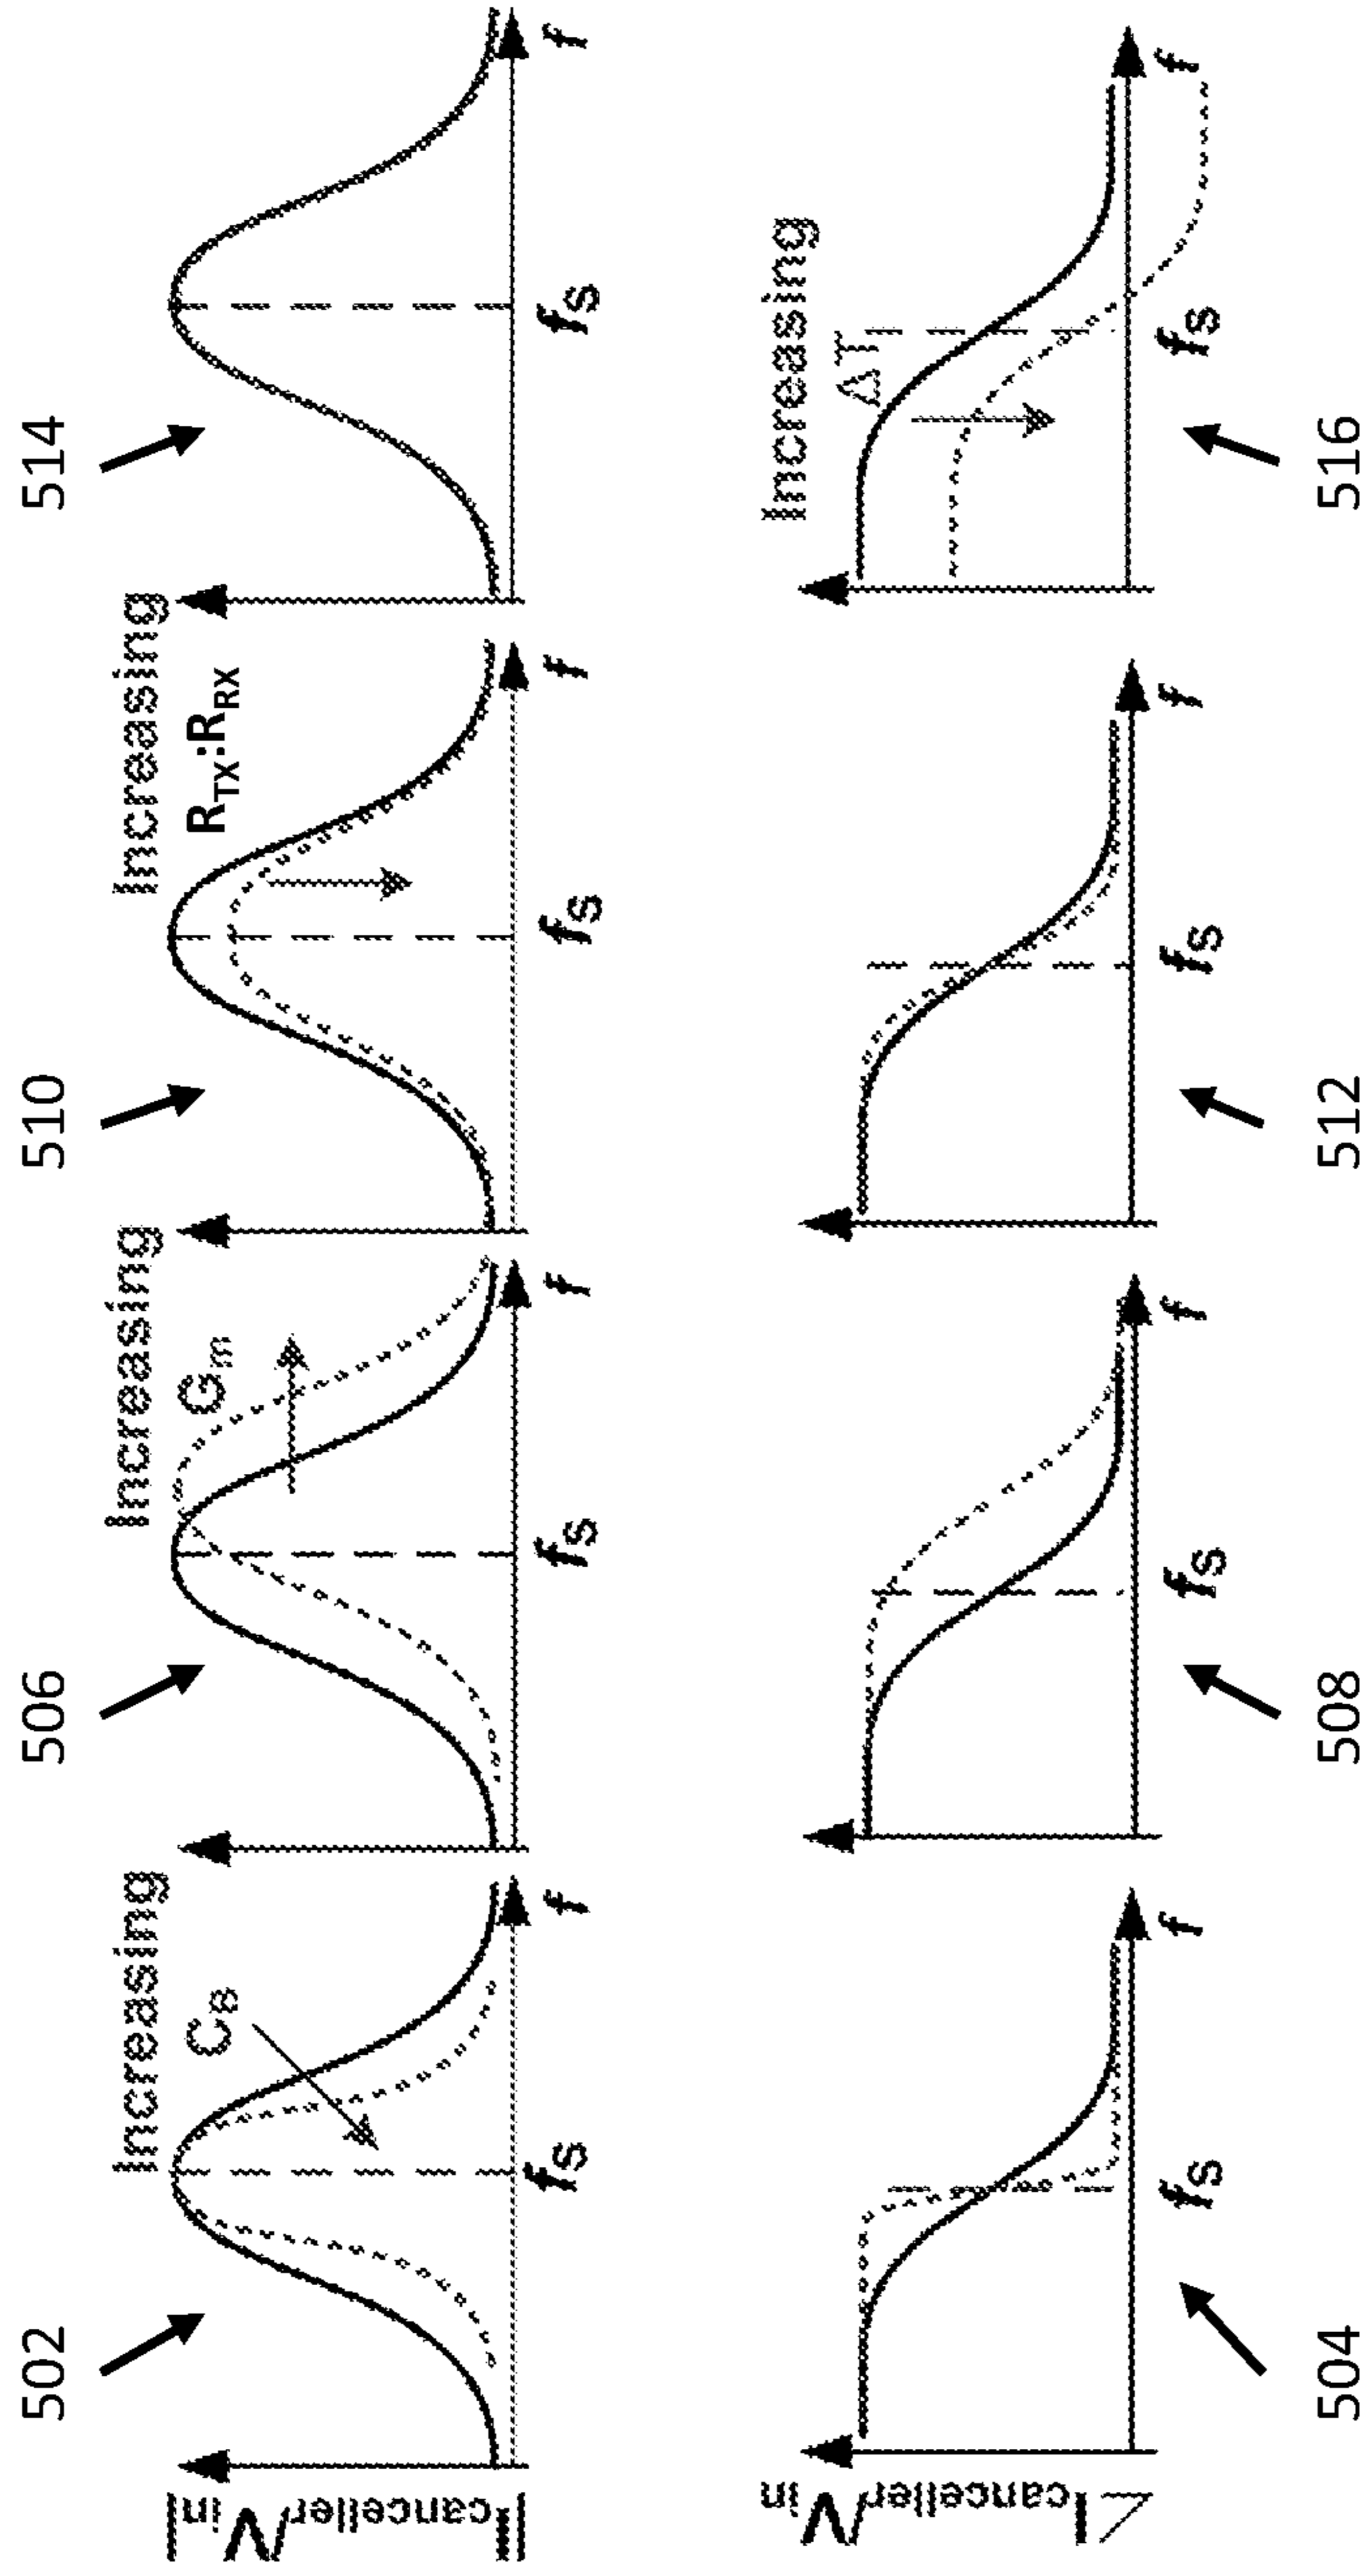 502
506
510
514
|I_canceller/V_in|
Increasing
C_B
f_S
f
Increasing
G_m
f_S
f
Increasing
R_TX:R_RX
f_S
f
f_S
f
∠ I_canceller/V_in
f_S
f
f_S
f
f_S
f
Increasing
ΔT
f_S
f
504
508
512
516